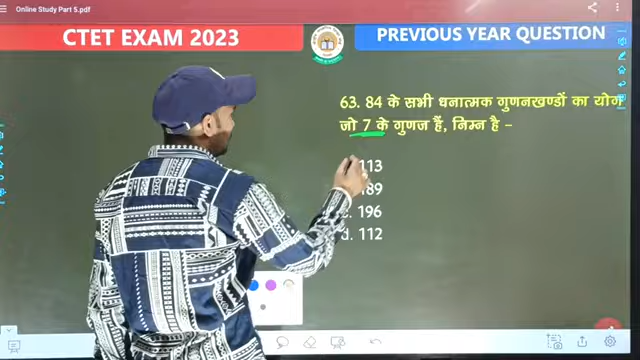 Online Study Part 5.pdf
CTET EXAM 2023
PREVIOUS YEAR QUESTION
63. 84 के सभी धनात्मक गुणनखण्डों का योग
जो 7 के गुणज हैं, निम्न है –
113
189
196
d. 112